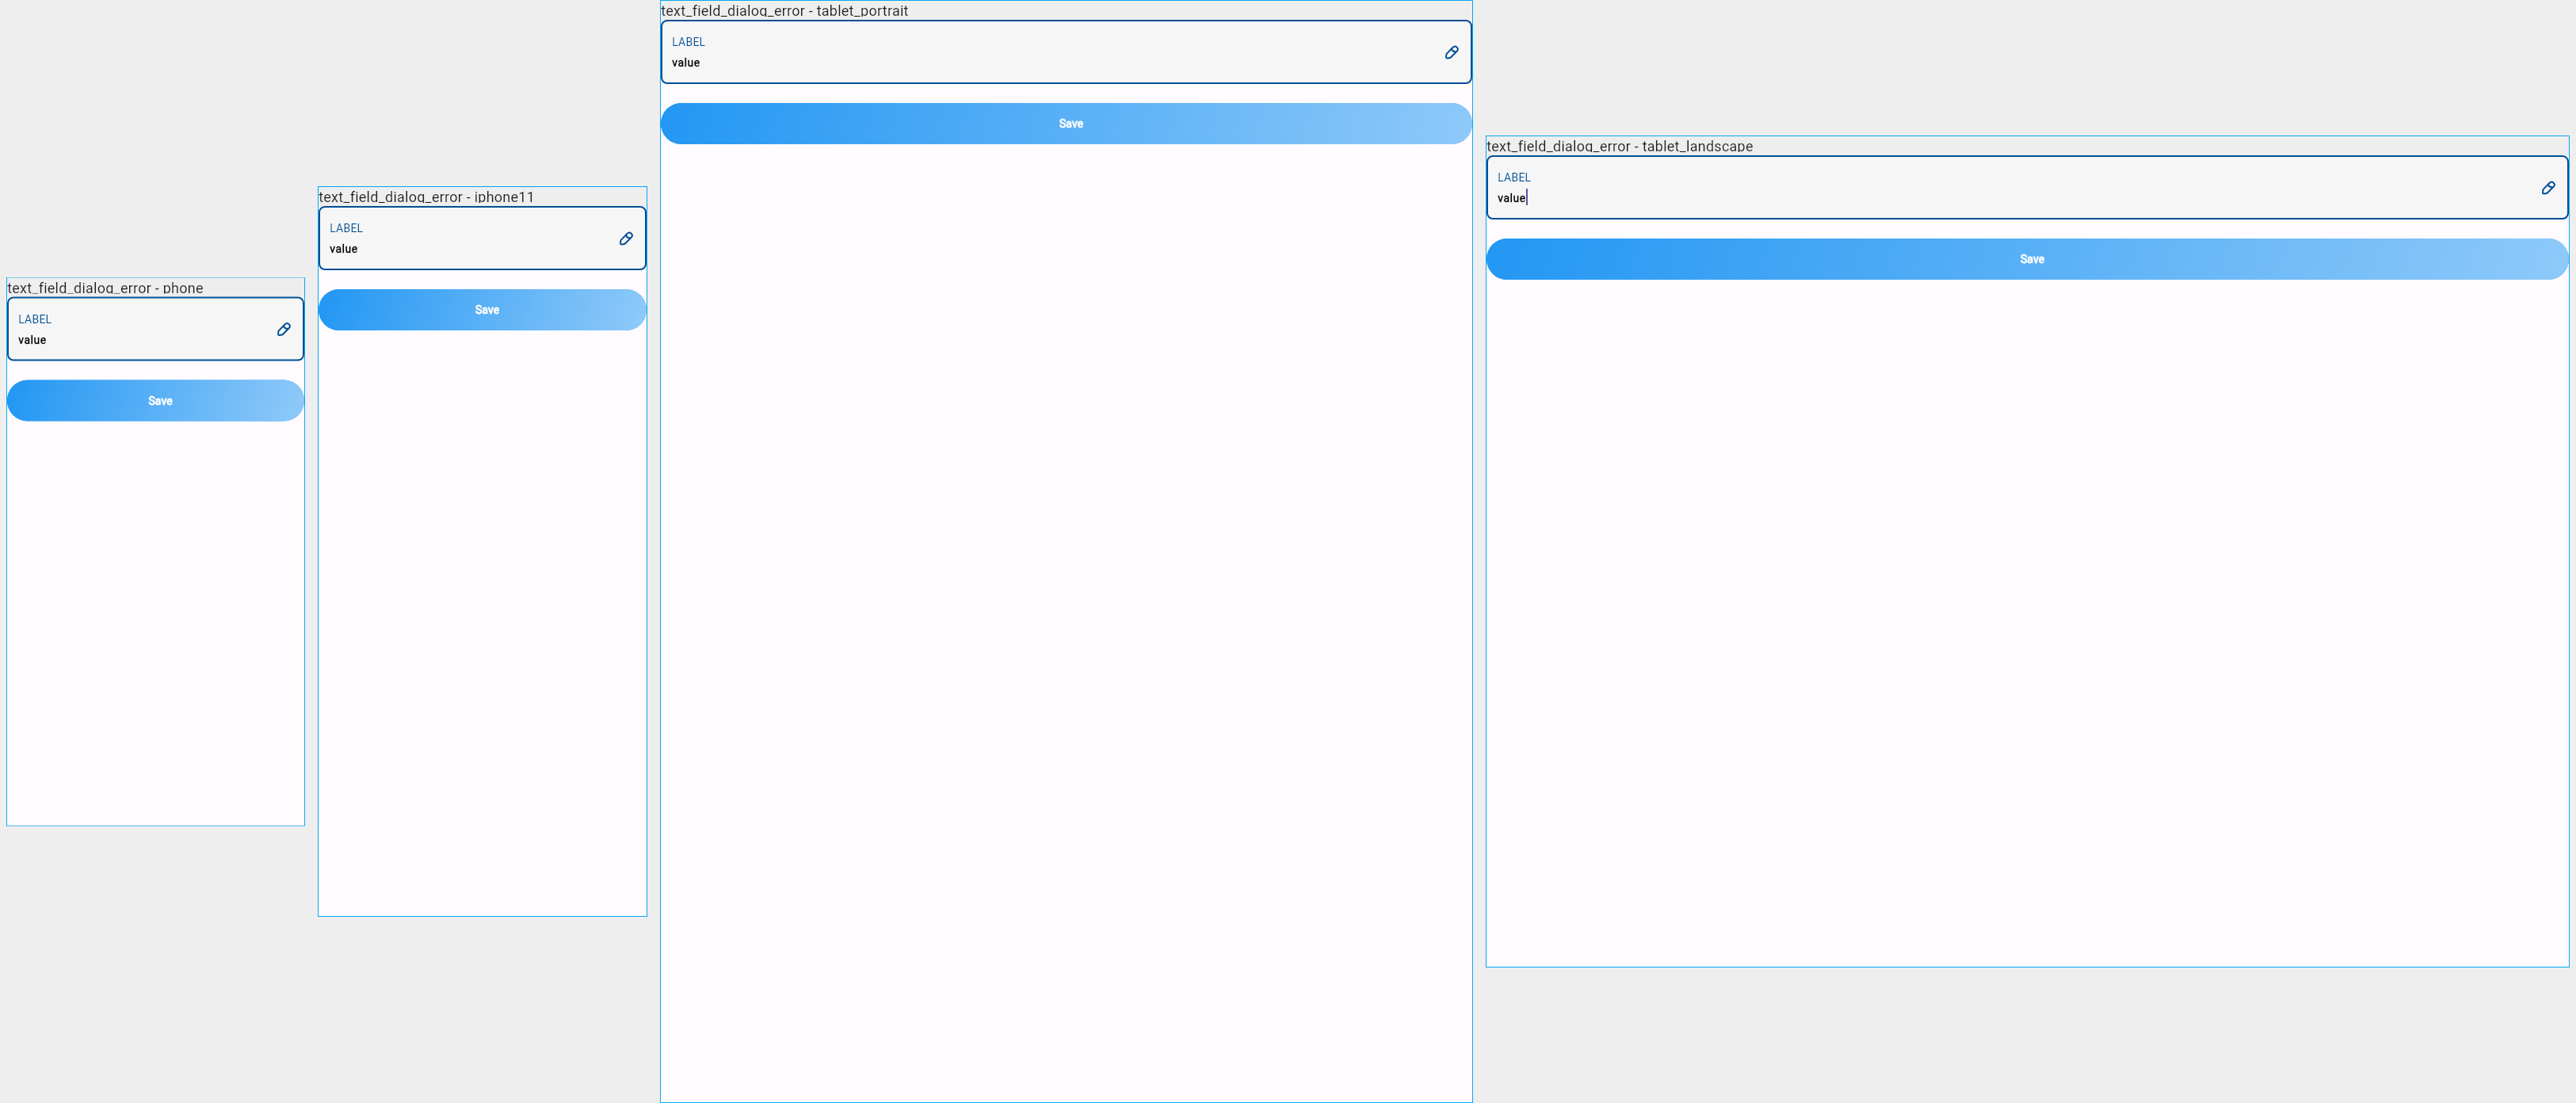 text_field_dialog_error - phone
LABEL
value
Save
text_field_dialog_error - iphone11
LABEL
value
Save
text_field_dialog_error - tablet_portrait
LABEL
value
Save
text_field_dialog_error - tablet_landscape
LABEL
value
Save